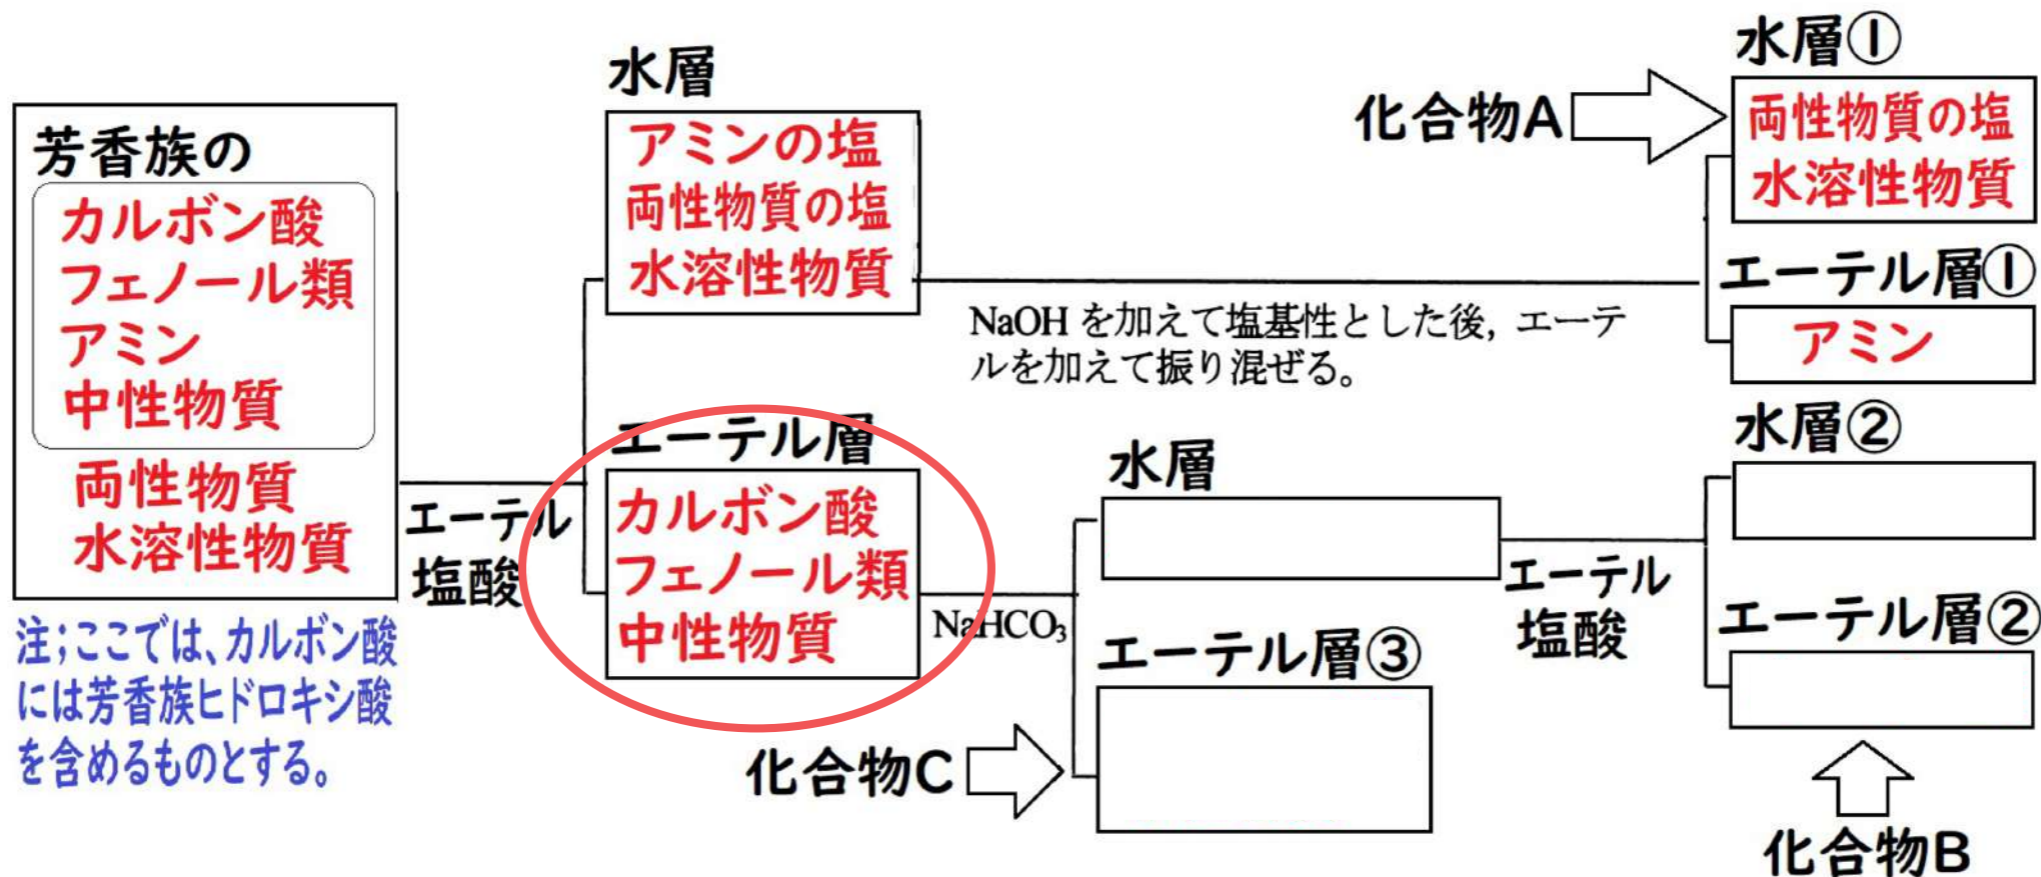 芳香族の
カルボン酸
フェノール類
アミン
中性物質
両性物質
水溶性物質
注;ここでは、カルボン酸
には芳香族ヒドロキシ酸
を含めるものとする。
エーテル
塩酸
水層
アミンの塩
両性物質の塩
水溶性物質
エーテル層
カルボン酸
フェノール類
中性物質
NaOH を加えて塩基性とした後, エーテ
ルを加えて振り混ぜる。
化合物A
水層①
両性物質の塩
水溶性物質
エーテル層①
アミン
NaHCO₃
水層
エーテル層③
化合物C
エーテル
塩酸
水層②
エーテル層②
化合物B